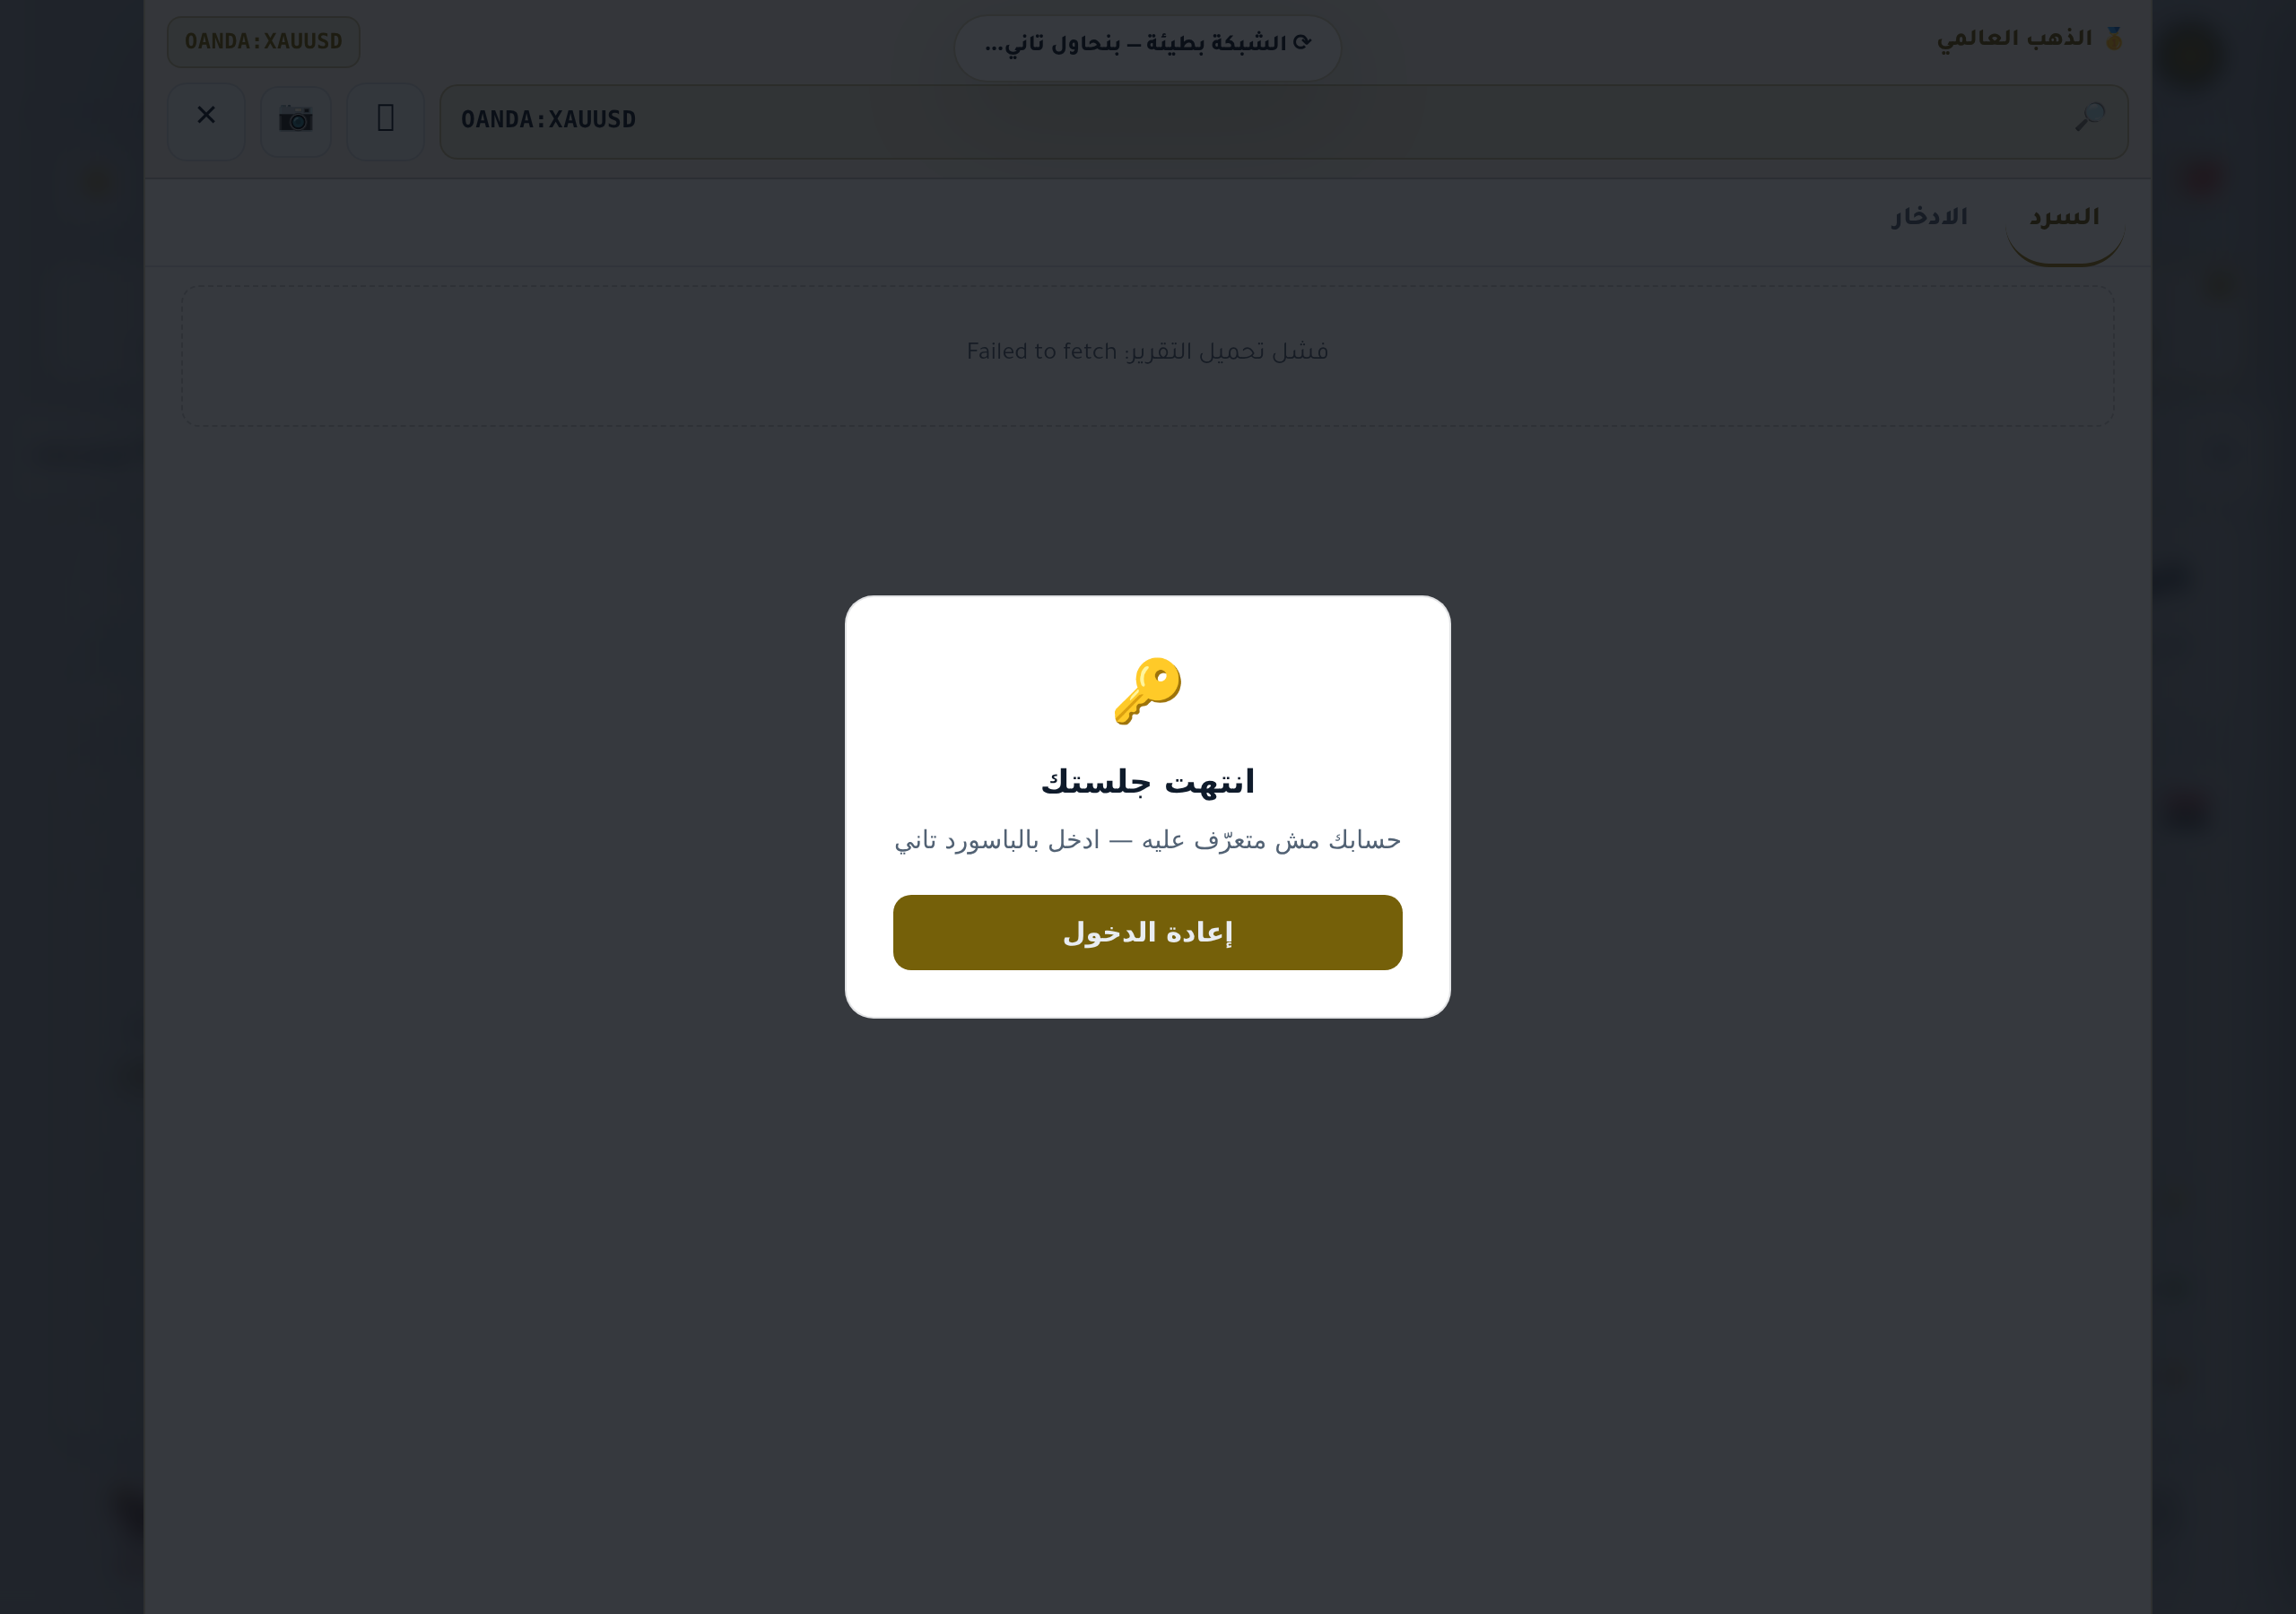 🥇 الذهب العالمي
⟳ الشبكة بطيئة — بنحاول تاني...
OANDA:XAUUSD
OANDA:XAUUSD
السرد
الادخار
فشل تحميل التقرير: Failed to fetch
انتهت جلستك
حسابك مش متعرّف عليه — ادخل بالباسورد تاني
إعادة الدخول